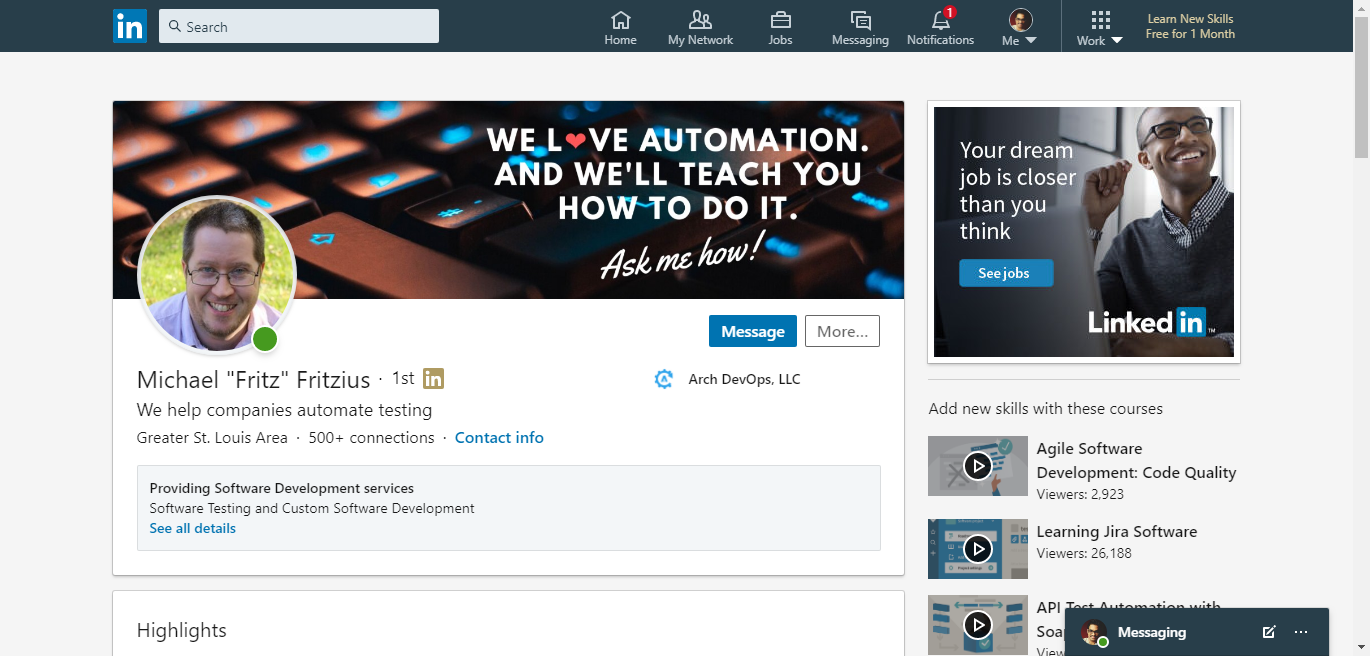 in
Search
Home
My Network
Jobs
Messaging
1
Notifications
Me
Work
Learn New Skills
Free for 1 Month
WE L❤VE AUTOMATION.
AND WE'LL TEACH YOU
HOW TO DO IT.
Ask me how!
Message
More...
Michael "Fritz" Fritzius · 1st in
Arch DevOps, LLC
We help companies automate testing
Greater St. Louis Area · 500+ connections · Contact info
Providing Software Development services
Software Testing and Custom Software Development
See all details
Highlights
Your dream
job is closer
than you
think
See jobs
Linked in ™
Add new skills with these courses
Agile Software
Development: Code Quality
Viewers: 2,923
Learning Jira Software
Viewers: 26,188
API Test Automation with
Messaging